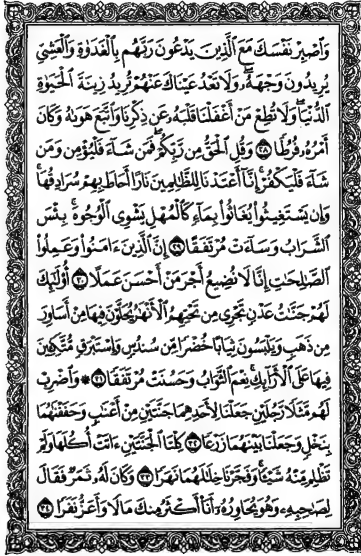 وَٱصْبِرْ نَفْسَكَ مَعَ ٱلَّذِينَ يَدْعُونَ رَبَّهُم بِٱلْغَدَوٰةِ وَٱلْعَشِىِّ
يُرِيدُونَ وَجْهَهُۥ ۖ وَلَا تَعْدُ عَيْنَاكَ عَنْهُمْ تُرِيدُ زِينَةَ ٱلْحَيَوٰةِ
ٱلدُّنْيَا ۖ وَلَا تُطِعْ مَنْ أَغْفَلْنَا قَلْبَهُۥ عَن ذِكْرِنَا وَٱتَّبَعَ هَوَىٰهُ وَكَانَ
أَمْرُهُۥ فُرُطًا ٢٨ وَقُلِ ٱلْحَقُّ مِن رَّبِّكُمْ ۖ فَمَن شَآءَ فَلْيُؤْمِن وَمَن
شَآءَ فَلْيَكْفُرْ ۚ إِنَّآ أَعْتَدْنَا لِلظَّٰلِمِينَ نَارًا أَحَاطَ بِهِمْ سُرَادِقُهَا ۚ
وَإِن يَسْتَغِيثُوا۟ يُغَاثُوا۟ بِمَآءٍ كَٱلْمُهْلِ يَشْوِى ٱلْوُجُوهَ ۚ بِئْسَ
ٱلشَّرَابُ وَسَآءَتْ مُرْتَفَقًا ٢٩ إِنَّ ٱلَّذِينَ ءَامَنُوا۟ وَعَمِلُوا۟
ٱلصَّٰلِحَٰتِ إِنَّا لَا نُضِيعُ أَجْرَ مَنْ أَحْسَنَ عَمَلًا ٣٠ أُو۟لَٰٓئِكَ
لَهُمْ جَنَّٰتُ عَدْنٍ تَجْرِى مِن تَحْتِهِمُ ٱلْأَنْهَٰرُ يُحَلَّوْنَ فِيهَا مِنْ أَسَاوِرَ
مِن ذَهَبٍ وَيَلْبَسُونَ ثِيَابًا خُضْرًا مِّن سُندُسٍ وَإِسْتَبْرَقٍ مُّتَّكِـِٔينَ
فِيهَا عَلَى ٱلْأَرَآئِكِ ۚ نِعْمَ ٱلثَّوَابُ وَحَسُنَتْ مُرْتَفَقًا ٣١ ۞ وَٱضْرِبْ
لَهُم مَّثَلًا رَّجُلَيْنِ جَعَلْنَا لِأَحَدِهِمَا جَنَّتَيْنِ مِنْ أَعْنَٰبٍ وَحَفَفْنَٰهُمَا
بِنَخْلٍ وَجَعَلْنَا بَيْنَهُمَا زَرْعًا ٣٢ كِلْتَا ٱلْجَنَّتَيْنِ ءَاتَتْ أُكُلَهَا وَلَمْ
تَظْلِم مِّنْهُ شَيْـًٔا ۚ وَفَجَّرْنَا خِلَٰلَهُمَا نَهَرًا ٣٣ وَكَانَ لَهُۥ ثَمَرٌ فَقَالَ
لِصَٰحِبِهِۦ وَهُوَ يُحَاوِرُهُۥٓ أَنَا۠ أَكْثَرُ مِنكَ مَالًا وَأَعَزُّ نَفَرًا ٣٤